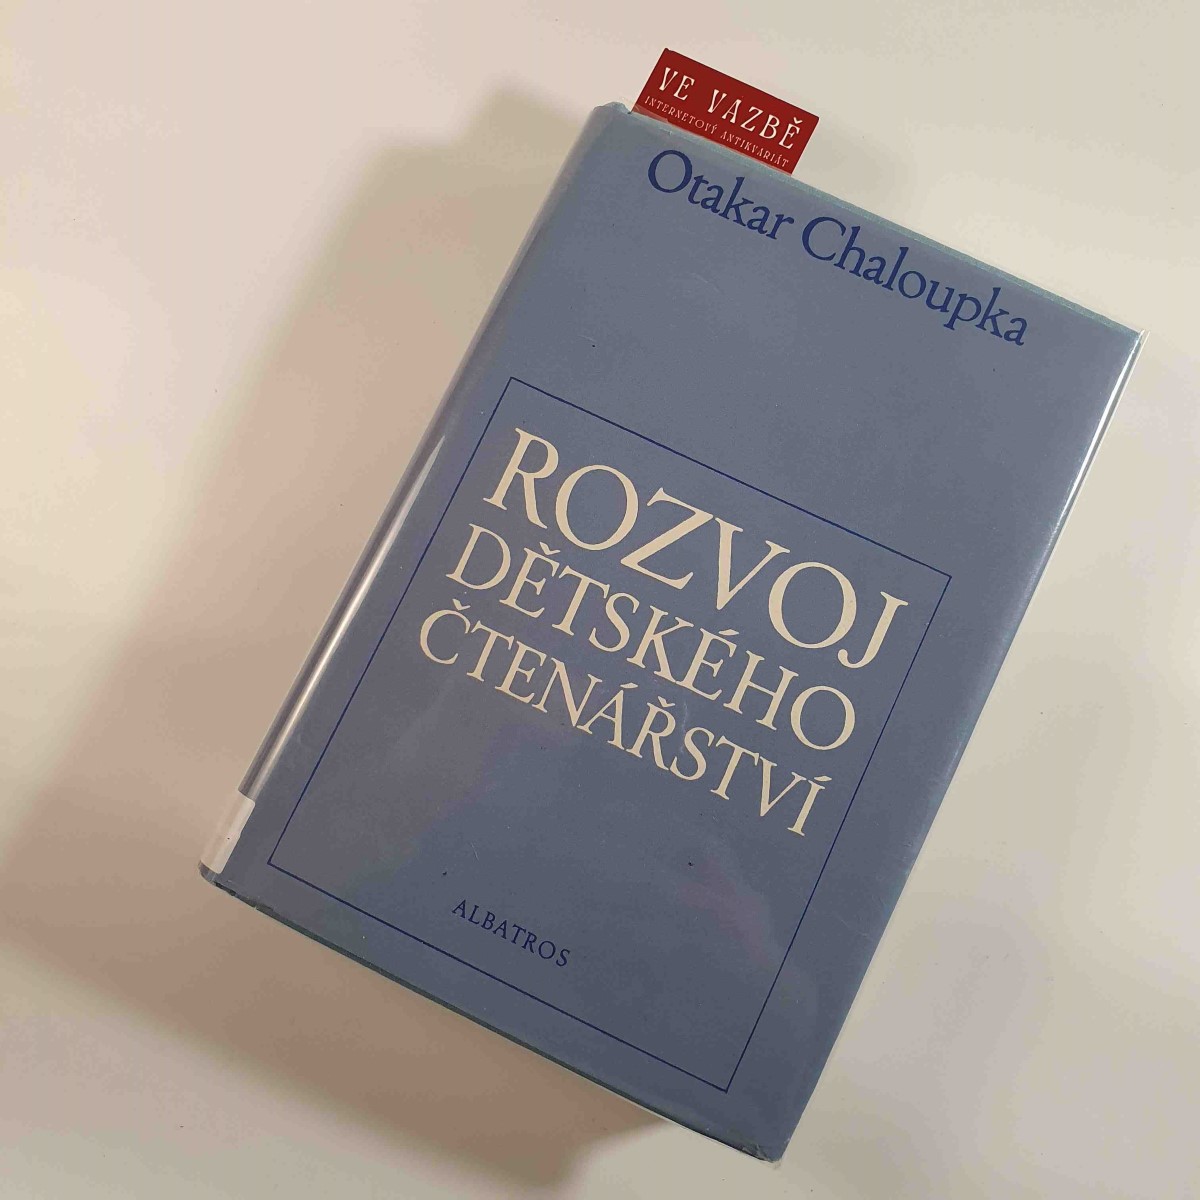 VE VAZBĚ
INTERNETOVÝ ANTIKVARIÁT
Otakar Chaloupka
ROZVOJ
DĚTSKÉHO
ČTENÁŘSTVÍ
ALBATROS